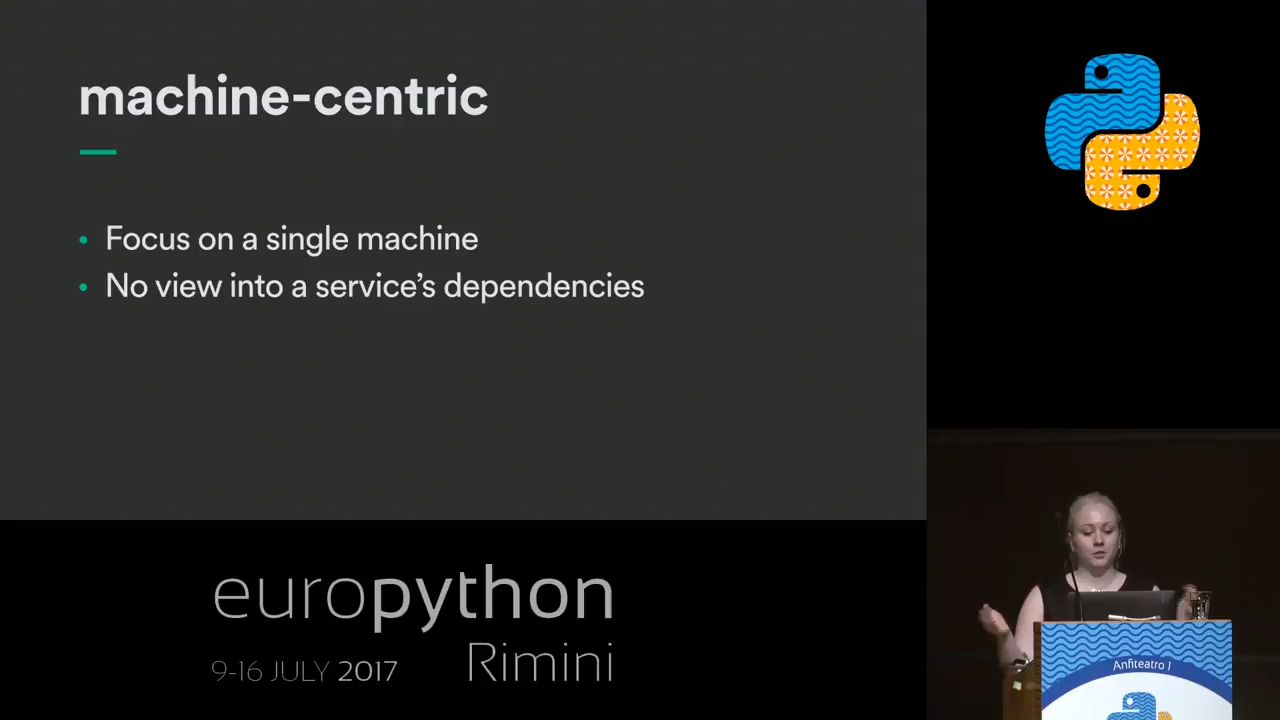 machine-centric
• Focus on a single machine
• No view into a service’s dependencies
europython
9-16 JULY 2017 Rimini
Anfiteatro I